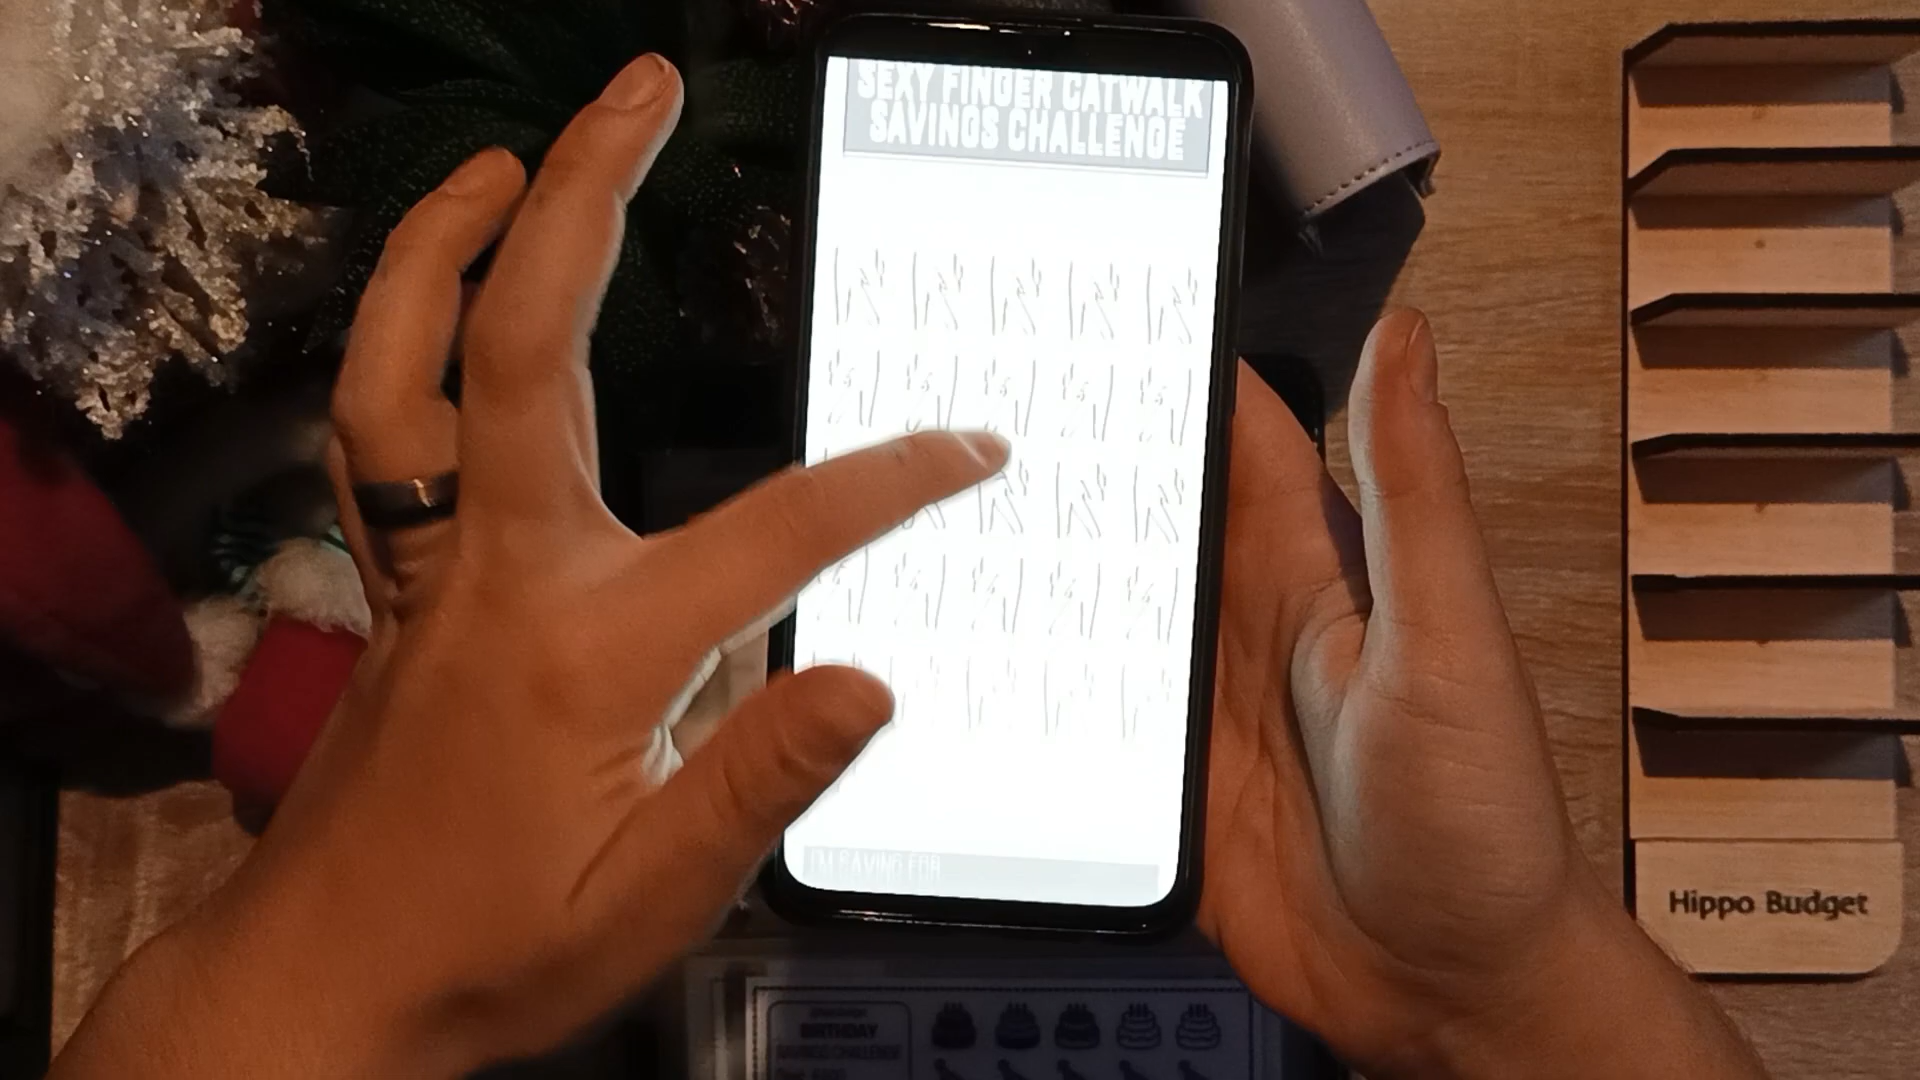 SEXY FINGER CATWALK
SAVINGS CHALLENGE
I'M SAVING FOR
Hippo Budget
BIRTHDAY
SAVINGS CHALLENGE